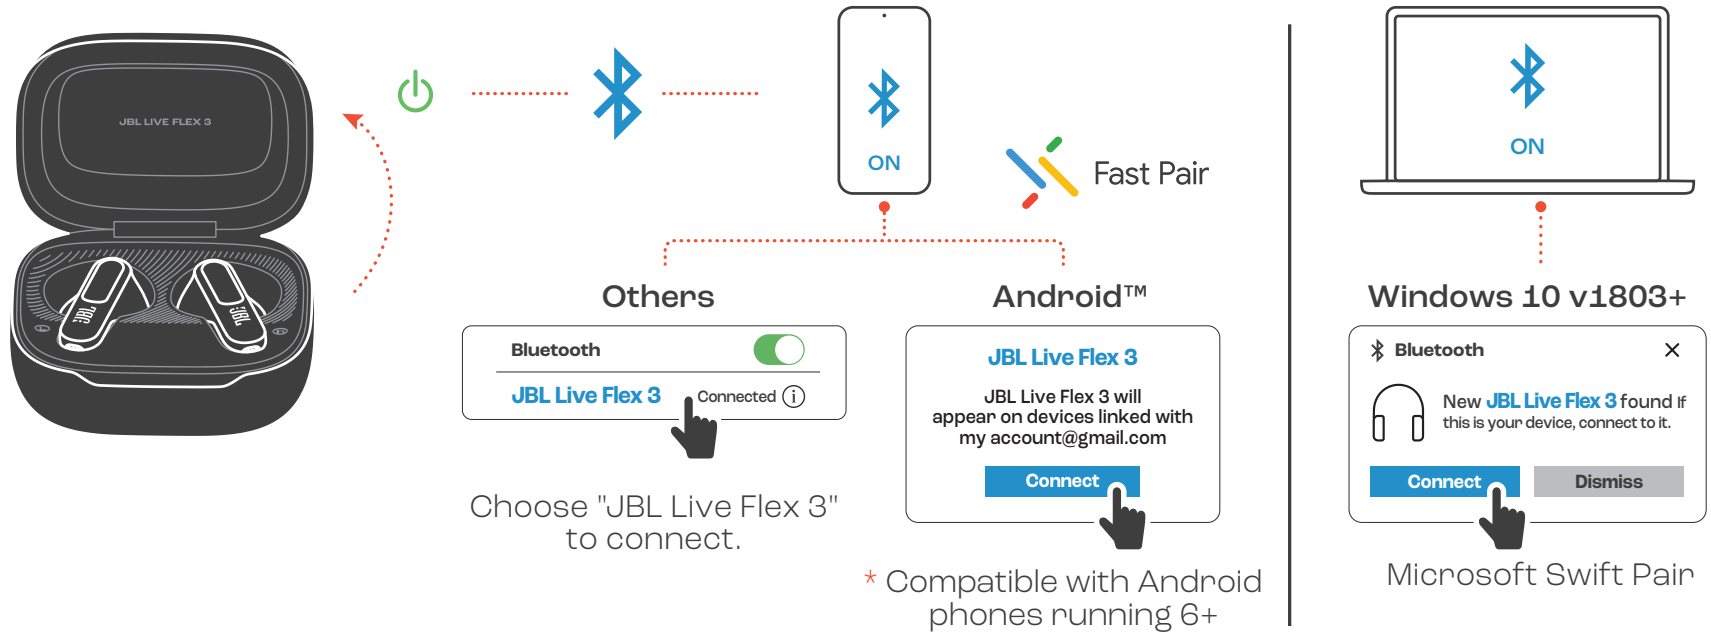 JBL LIVE FLEX 3
JBL
JBL
ON
Fast Pair
Others
Bluetooth
JBL Live Flex 3 Connected i
Choose "JBL Live Flex 3"
to connect.
Android™
JBL Live Flex 3
JBL Live Flex 3 will
appear on devices linked with
my account@gmail.com
Connect
* Compatible with Android
phones running 6+
ON
Windows 10 v1803+
Bluetooth
New JBL Live Flex 3 found If
this is your device, connect to it.
Connect Dismiss
Microsoft Swift Pair